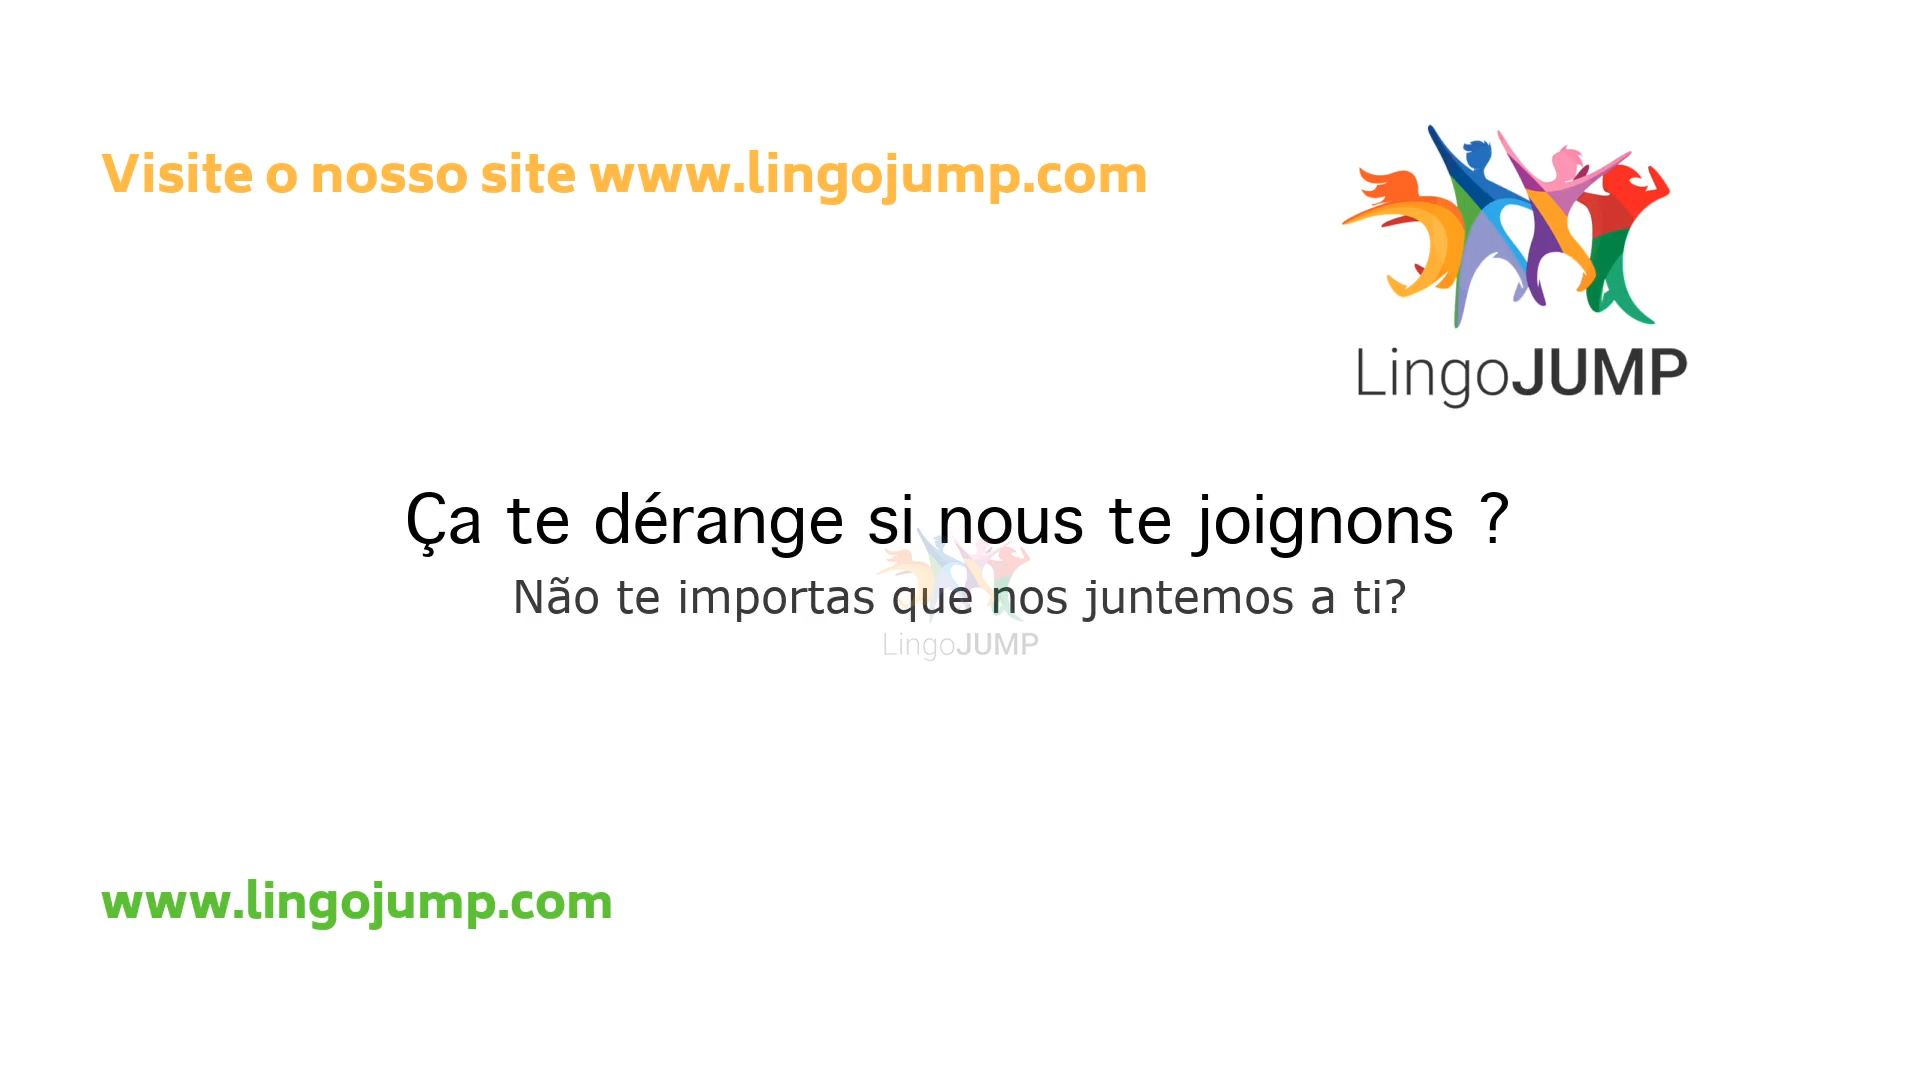 Visite o nosso site www.lingojump.com
LingoJUMP
Ça te dérange si nous te joignons ?
Não te importas que nos juntemos a ti?
LingoJUMP
www.lingojump.com